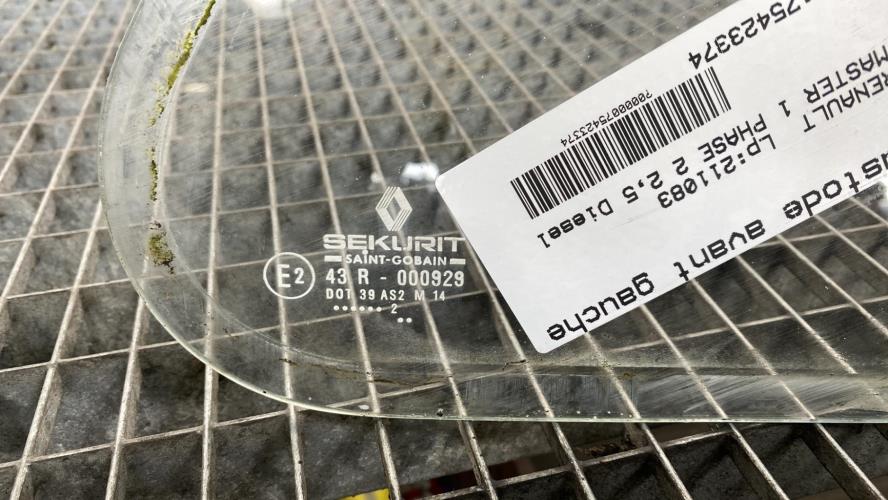 SEKURIT
SAINT-GOBAIN
E2
43 R - 000929
DOT 39 AS2 M 14
...... 2
..
avant gauche
RENAULT
MASTER 1 PHASE 2 2,5 Diesel
Lp:211083
?0000075423374
75423374